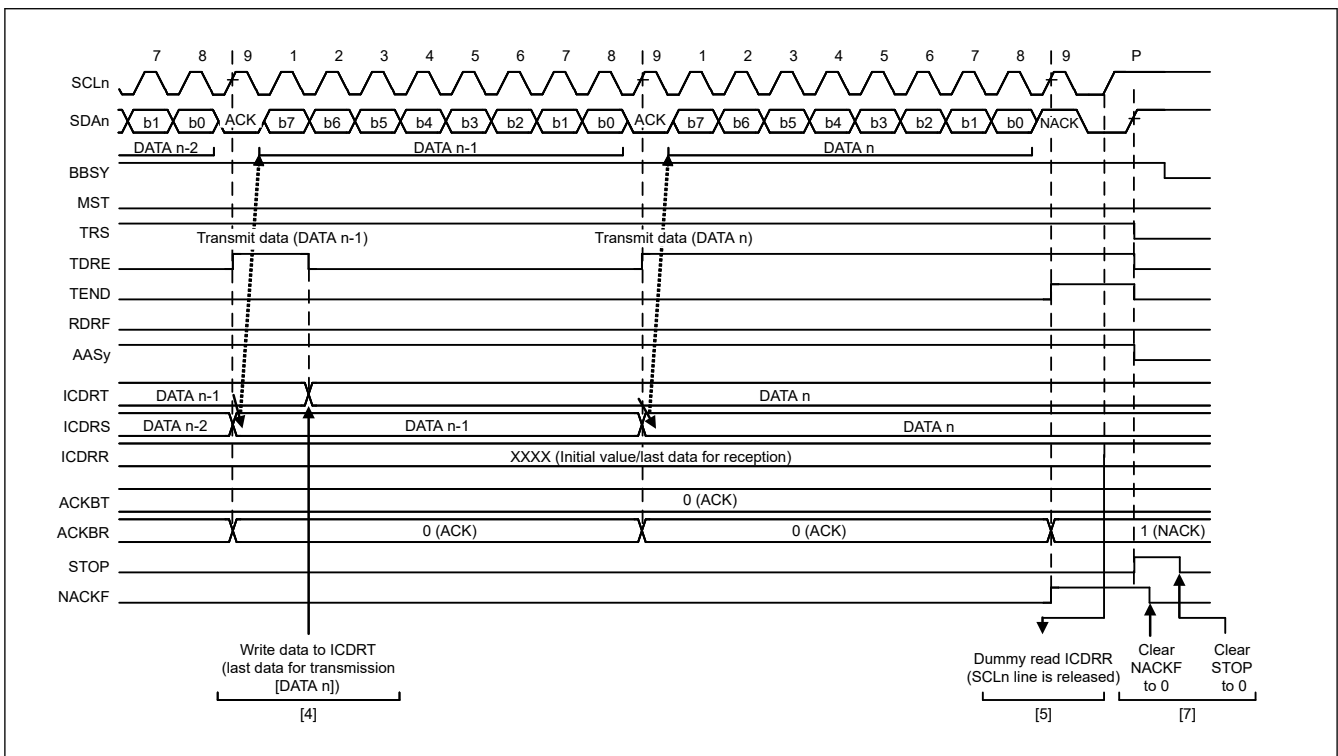 7 8 9 1 2 3 4 5 6 7 8 9 1 2 3 4 5 6 7 8 9 P
SCLn
SDAn b1 b0 ACK b7 b6 b5 b4 b3 b2 b1 b0 ACK b7 b6 b5 b4 b3 b2 b1 b0 NACK
DATA n-2 DATA n-1 DATA n
BBSY
MST
TRS
Transmit data (DATA n-1) Transmit data (DATA n)
TDRE
TEND
RDRF
AASy
ICDRT DATA n-1 DATA n
ICDRS DATA n-2 DATA n-1 DATA n
ICDRR XXXX (Initial value/last data for reception)
ACKBT 0 (ACK)
ACKBR 0 (ACK) 0 (ACK) 1 (NACK)
STOP
NACKF
Write data to ICDRT
(last data for transmission
[DATA n])
[4]
Dummy read ICDRR
(SCLn line is released)
[5]
Clear
NACKF
to 0
Clear
STOP
to 0
[7]